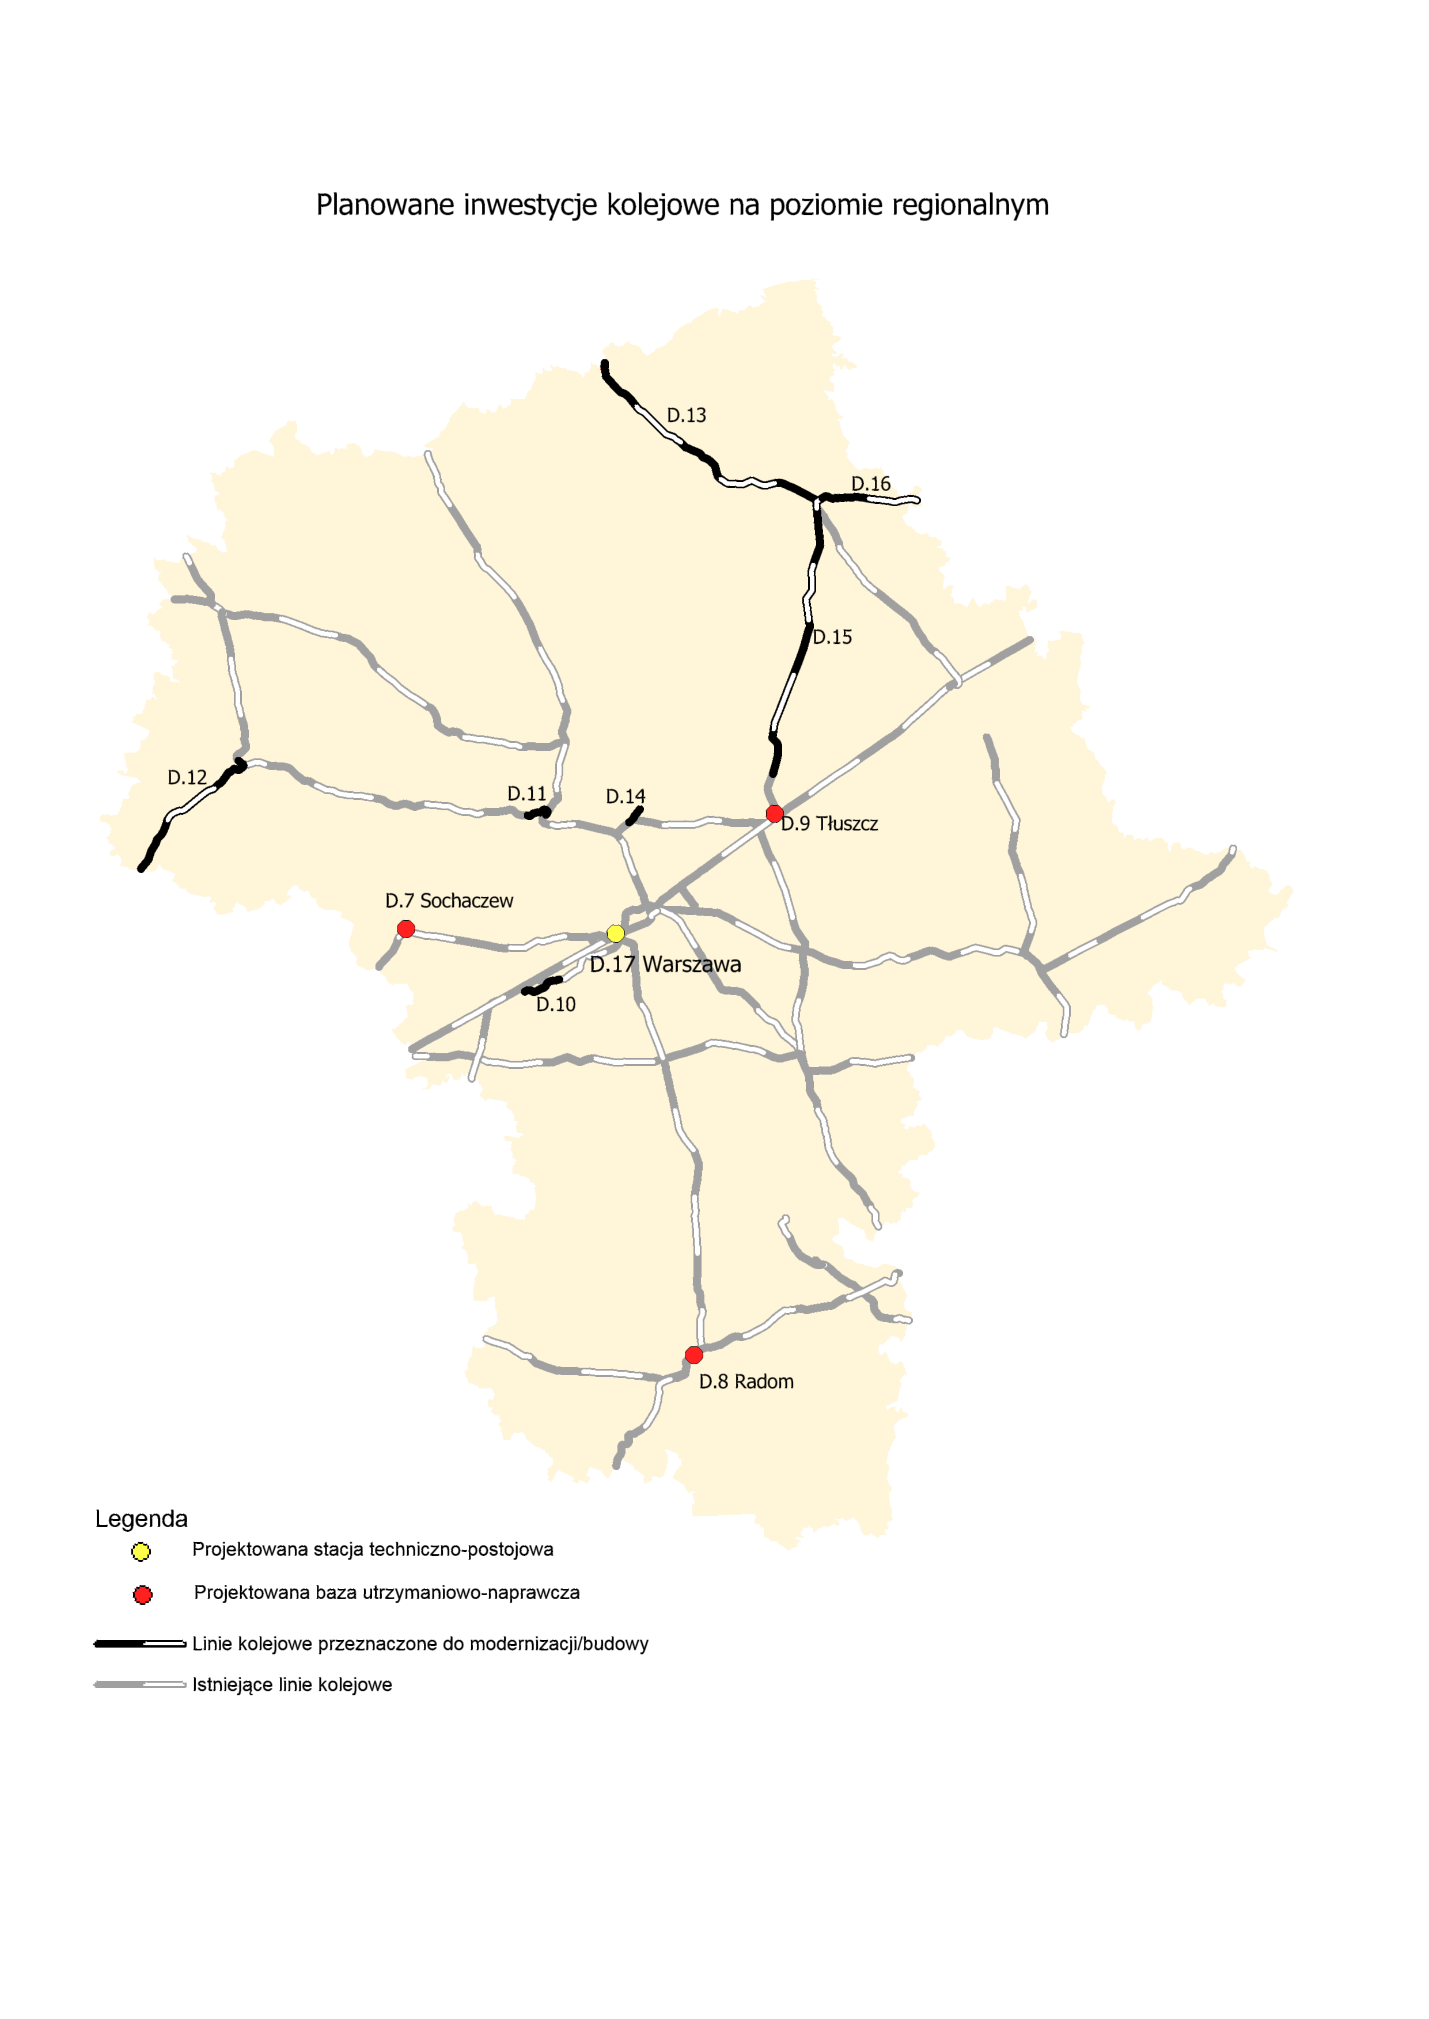 Planowane inwestycje kolejowe na poziomie regionalnym
D.13
D.16
D.15
D.12
D.11
D.14
D.9 Tłuszcz
D.7 Sochaczew
D.17 Warszawa
D.10
D.8 Radom
Legenda
Projektowana stacja techniczno-postojowa
Projektowana baza utrzymaniowo-naprawcza
Linie kolejowe przeznaczone do modernizacji/budowy
Istniejące linie kolejowe